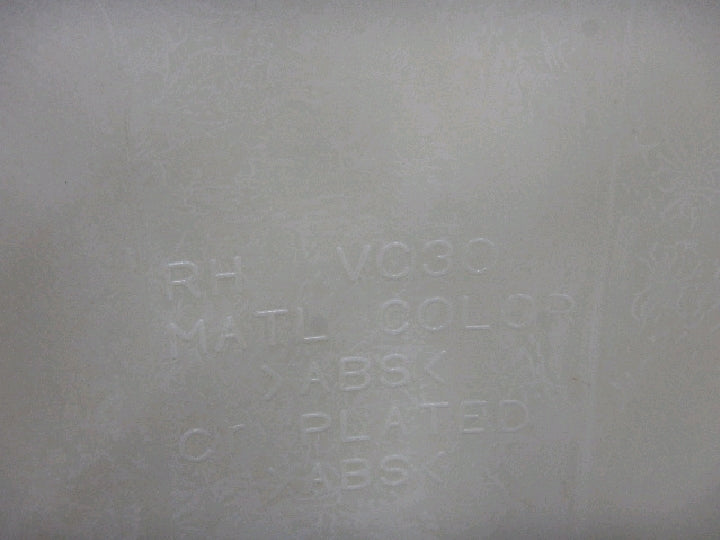 RH VC30
MATL COLOR
>ABS<
PLATED
>ABS<